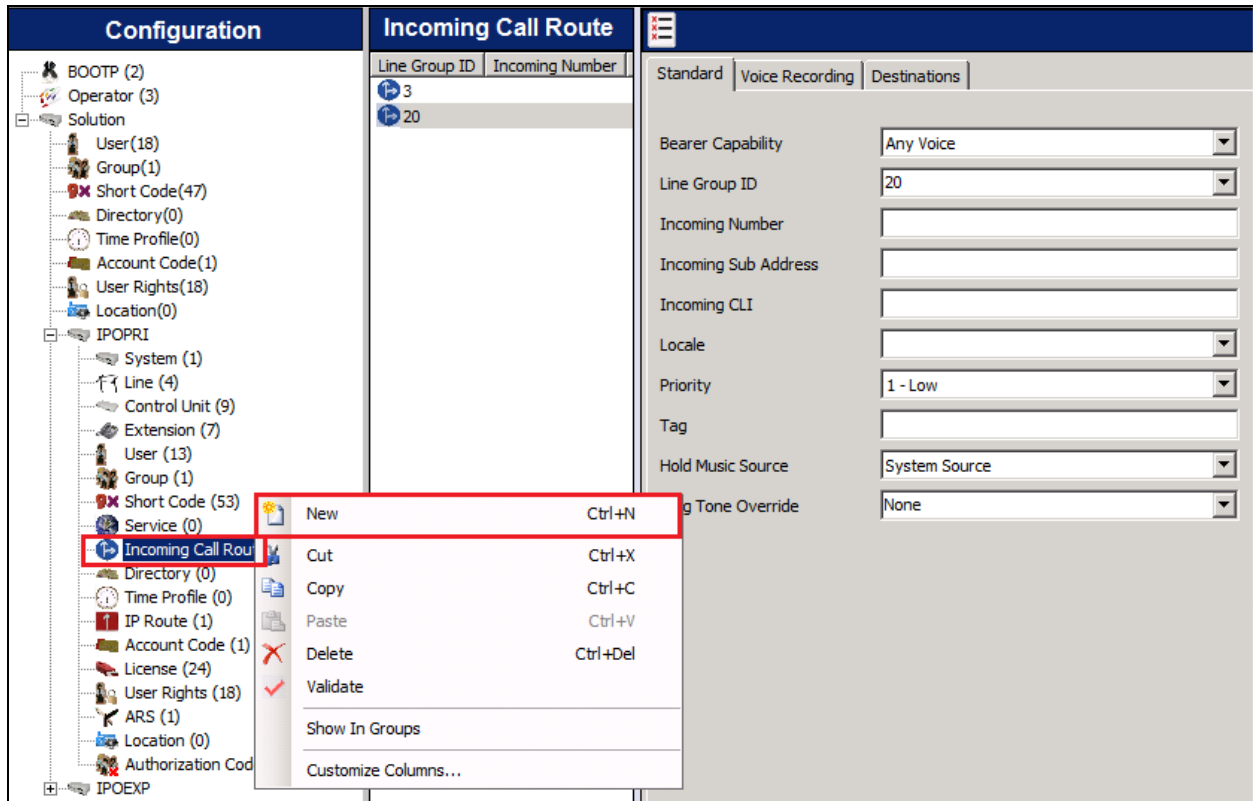 Configuration
BOOTP (2)
Operator (3)
Solution
User(18)
Group(1)
Short Code(47)
Directory(0)
Time Profile(0)
Account Code(1)
User Rights(18)
Location(0)
IPOPRI
System (1)
Line (4)
Control Unit (9)
Extension (7)
User (13)
Group (1)
Short Code (53)
Service (0)
Incoming Call Rout
Directory (0)
Time Profile (0)
IP Route (1)
Account Code (1)
License (24)
User Rights (18)
ARS (1)
Location (0)
Authorization Cod
IPOEXP
New Ctrl+N
Cut Ctrl+X
Copy Ctrl+C
Paste Ctrl+V
Delete Ctrl+Del
Validate
Show In Groups
Customize Columns...
Incoming Call Route
Line Group ID Incoming Number
3
20
Standard Voice Recording Destinations
Bearer Capability Any Voice
Line Group ID 20
Incoming Number
Incoming Sub Address
Incoming CLI
Locale
Priority 1 - Low
Tag
Hold Music Source System Source
g Tone Override None